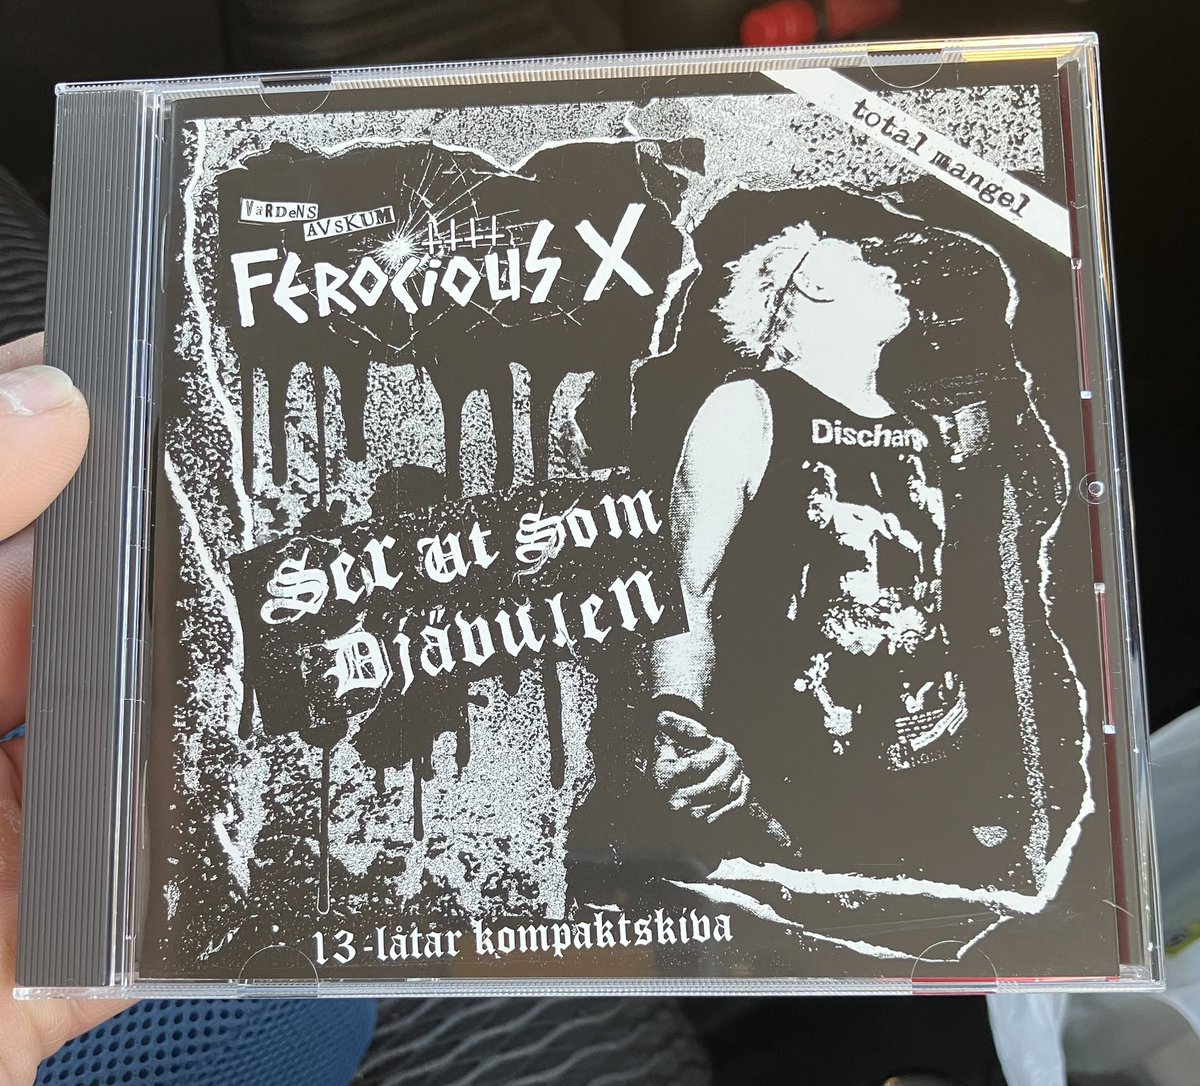 total mangel
VäRDeNS
AVsKUM
FEROCiOUS X
Dischar
Ser ut Som
Djävulen
13-låtar kompaktskiva